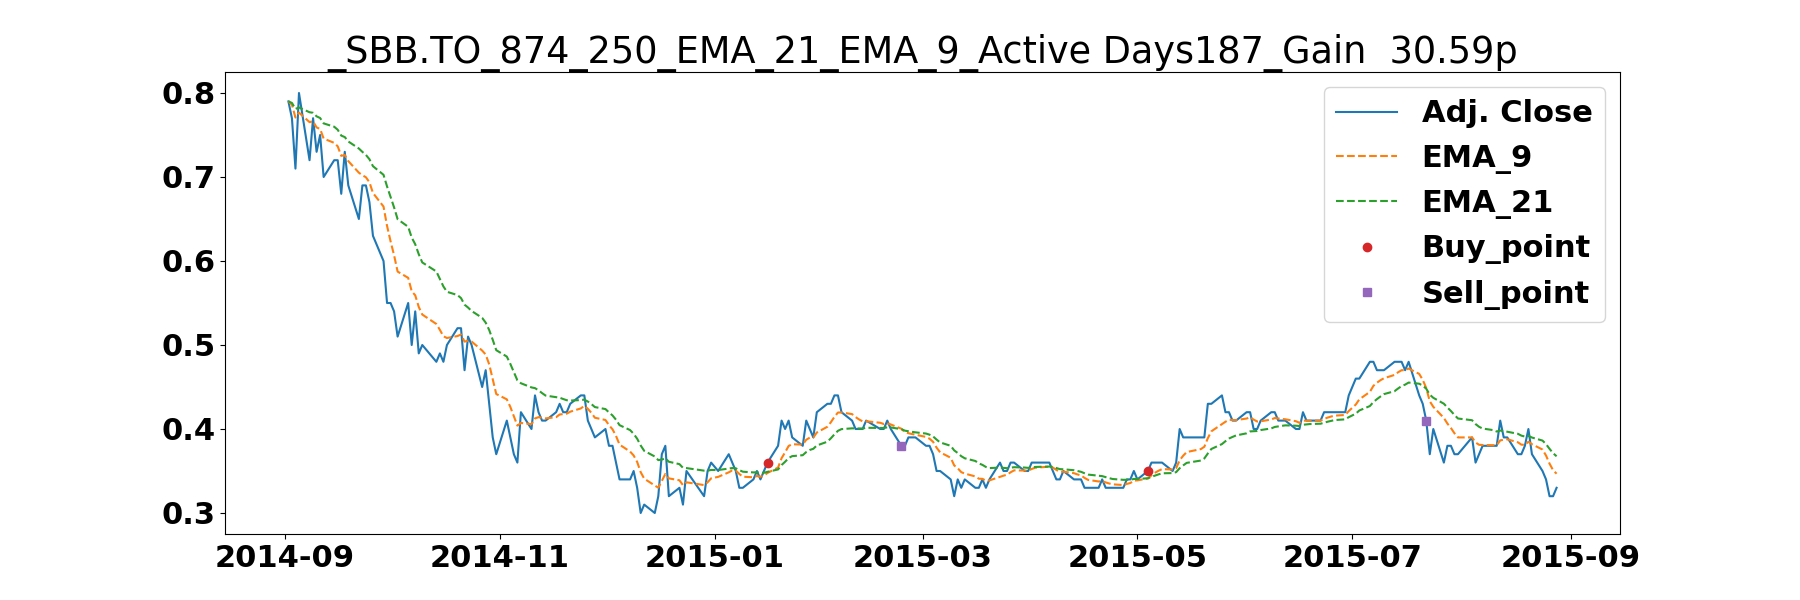 _SBB.TO_874_250_EMA_21_EMA_9_Active Days187_Gain  30.59p
0.8
0.7
0.6
0.5
0.4
0.3
Adj. Close
EMA_9
EMA_21
Buy_point
Sell_point
2014-09 2014-11 2015-01 2015-03 2015-05 2015-07 2015-09